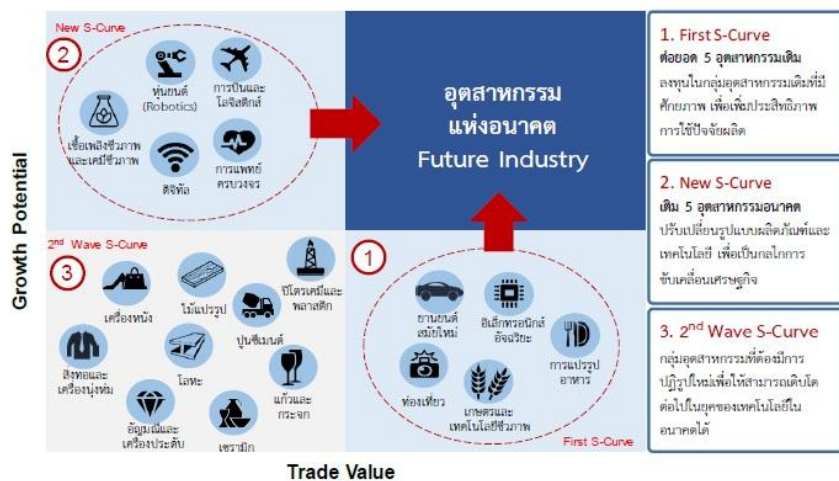 New S-Curve
2
หุ่นยนต์
(Robotics)
การบินและ
โลจิสติกส์
เชื้อเพลิงชีวภาพ
และเคมีชีวภาพ
ดิจิทัล
การแพทย์
ครบวงจร
อุตสาหกรรม
แห่งอนาคต
Future Industry
2nd Wave S-Curve
3
เครื่องหนัง
ไม้แปรรูป
ปิโตรเคมีและ
พลาสติก
ปูนซีเมนต์
สิ่งทอและ
เครื่องนุ่งห่ม
โลหะ
แก้วและ
กระจก
อัญมณีและ
เครื่องประดับ
เซรามิก
1
ยานยนต์
สมัยใหม่
อิเล็กทรอนิกส์
อัจฉริยะ
การแปรรูป
อาหาร
ท่องเที่ยว
เกษตรและ
เทคโนโลยีชีวภาพ
First S-Curve
Growth Potential
Trade Value
1. First S-Curve
ต่อยอด 5 อุตสาหกรรมเดิม
ลงทุนในกลุ่มอุตสาหกรรมเดิมที่มี
ศักยภาพ เพื่อเพิ่มประสิทธิภาพ
การใช้ปัจจัยผลิต
2. New S-Curve
เติม 5 อุตสาหกรรมอนาคต
ปรับเปลี่ยนรูปแบบผลิตภัณฑ์และ
เทคโนโลยี เพื่อเป็นกลไกการ
ขับเคลื่อนเศรษฐกิจ
3. 2nd Wave S-Curve
กลุ่มอุตสาหกรรมที่ต้องมีการ
ปฏิรูปใหม่เพื่อให้สามารถเติบโต
ต่อไปในยุคของเทคโนโลยีใน
อนาคตได้